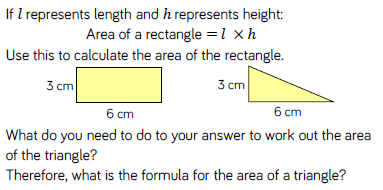 If l represents length and h represents height:
Area of a rectangle = l × h
Use this to calculate the area of the rectangle.
3 cm
3 cm
6 cm
6 cm
What do you need to do to your answer to work out the area
of the triangle?
Therefore, what is the formula for the area of a triangle?